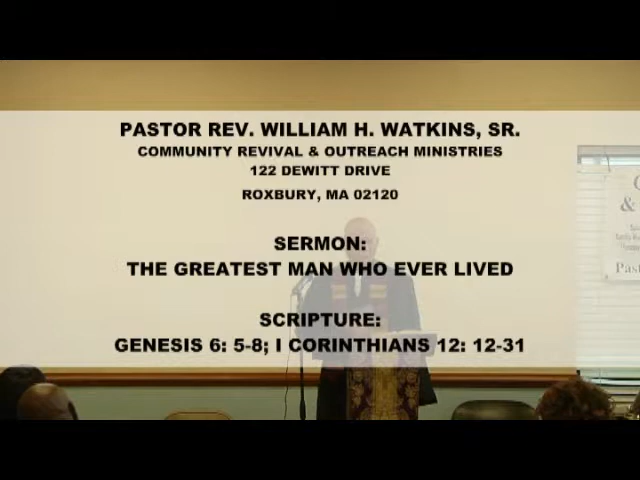 PASTOR REV. WILLIAM H. WATKINS, SR.
COMMUNITY REVIVAL & OUTREACH MINISTRIES
122 DEWITT DRIVE
ROXBURY, MA 02120
SERMON:
THE GREATEST MAN WHO EVER LIVED
SCRIPTURE:
GENESIS 6: 5-8; I CORINTHIANS 12: 12-31
&
Past